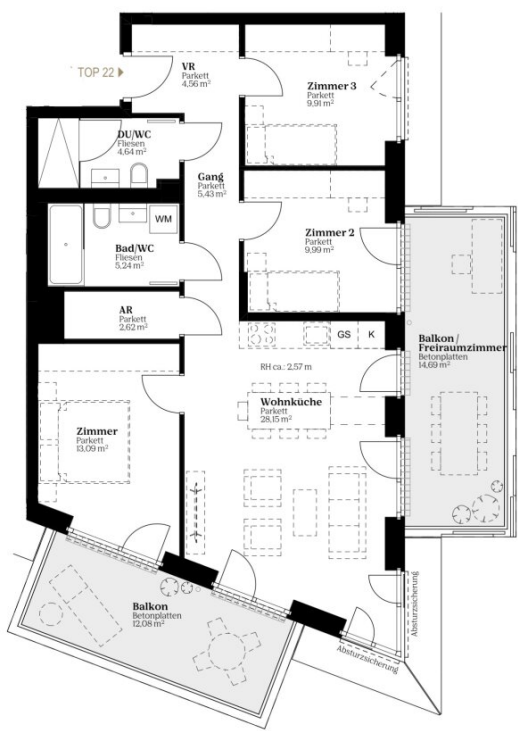 TOP 22
VR
Parkett
4,56 m²
Zimmer 3
Parkett
9,91 m²
DU/WC
Fliesen
4,64 m²
Gang
Parkett
5,43 m²
WM
Bad/WC
Fliesen
5,24 m²
Zimmer 2
Parkett
9,99 m²
AR
Parkett
2,62 m²
GS
K
Balkon /
Freiraumzimmer
Betonplatten
14,69 m²
RH ca.: 2,57 m
Wohnküche
Parkett
28,15 m²
Zimmer
Parkett
13,09 m²
Balkon
Betonplatten
12,08 m²
Absturzsicherung
Absturzsicherung